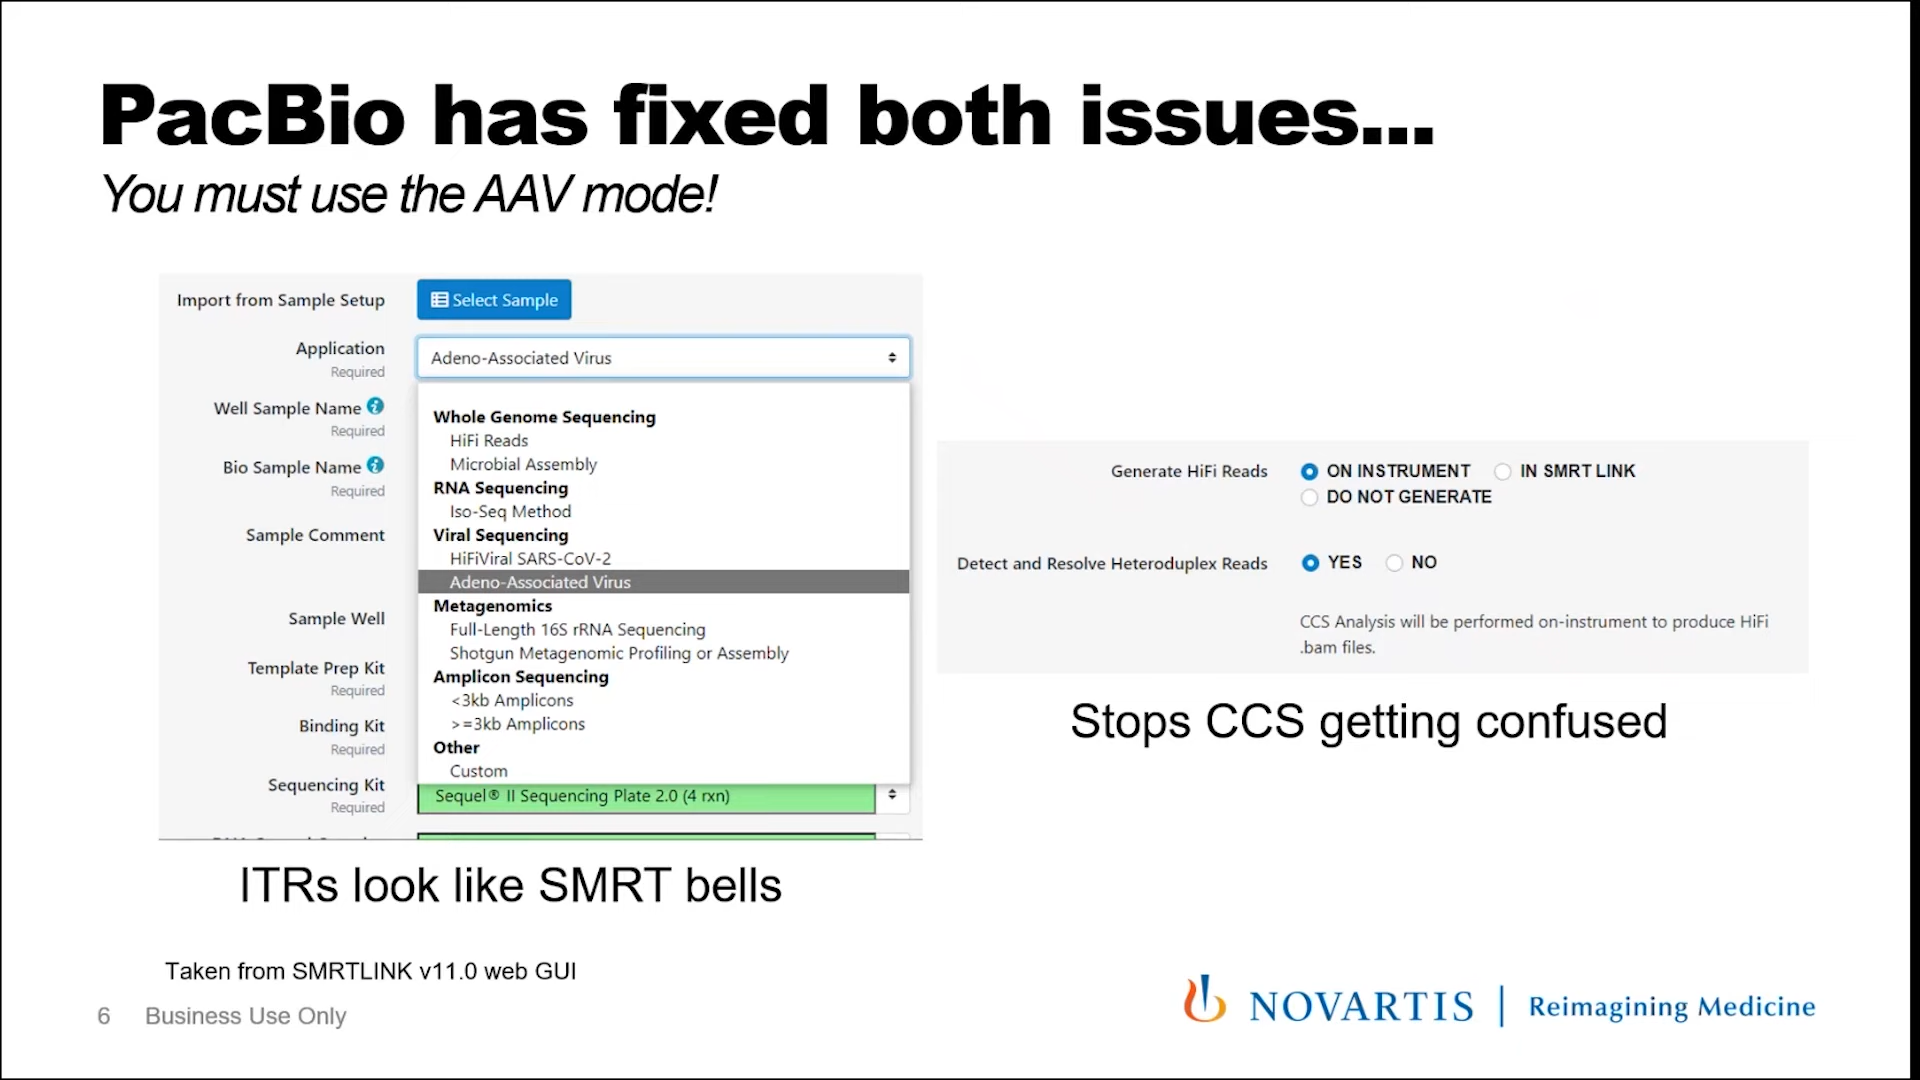 PacBio has fixed both issues...
You must use the AAV mode!
Import from Sample Setup
Select Sample
Application
Required
Adeno-Associated Virus
Well Sample Name
Required
Bio Sample Name
Required
Sample Comment
Sample Well
Template Prep Kit
Required
Binding Kit
Required
Sequencing Kit
Required
Whole Genome Sequencing
HiFi Reads
Microbial Assembly
RNA Sequencing
Iso-Seq Method
Viral Sequencing
HiFiViral SARS-CoV-2
Adeno-Associated Virus
Metagenomics
Full-Length 16S rRNA Sequencing
Shotgun Metagenomic Profiling or Assembly
Amplicon Sequencing
<3kb Amplicons
>=3kb Amplicons
Other
Custom
Sequel® II Sequencing Plate 2.0 (4 rxn)
ITRs look like SMRT bells
Generate HiFi Reads
ON INSTRUMENT
IN SMRT LINK
DO NOT GENERATE
Detect and Resolve Heteroduplex Reads
YES
NO
CCS Analysis will be performed on-instrument to produce HiFi
.bam files.
Stops CCS getting confused
Taken from SMRTLINK v11.0 web GUI
6 Business Use Only
NOVARTIS | Reimagining Medicine